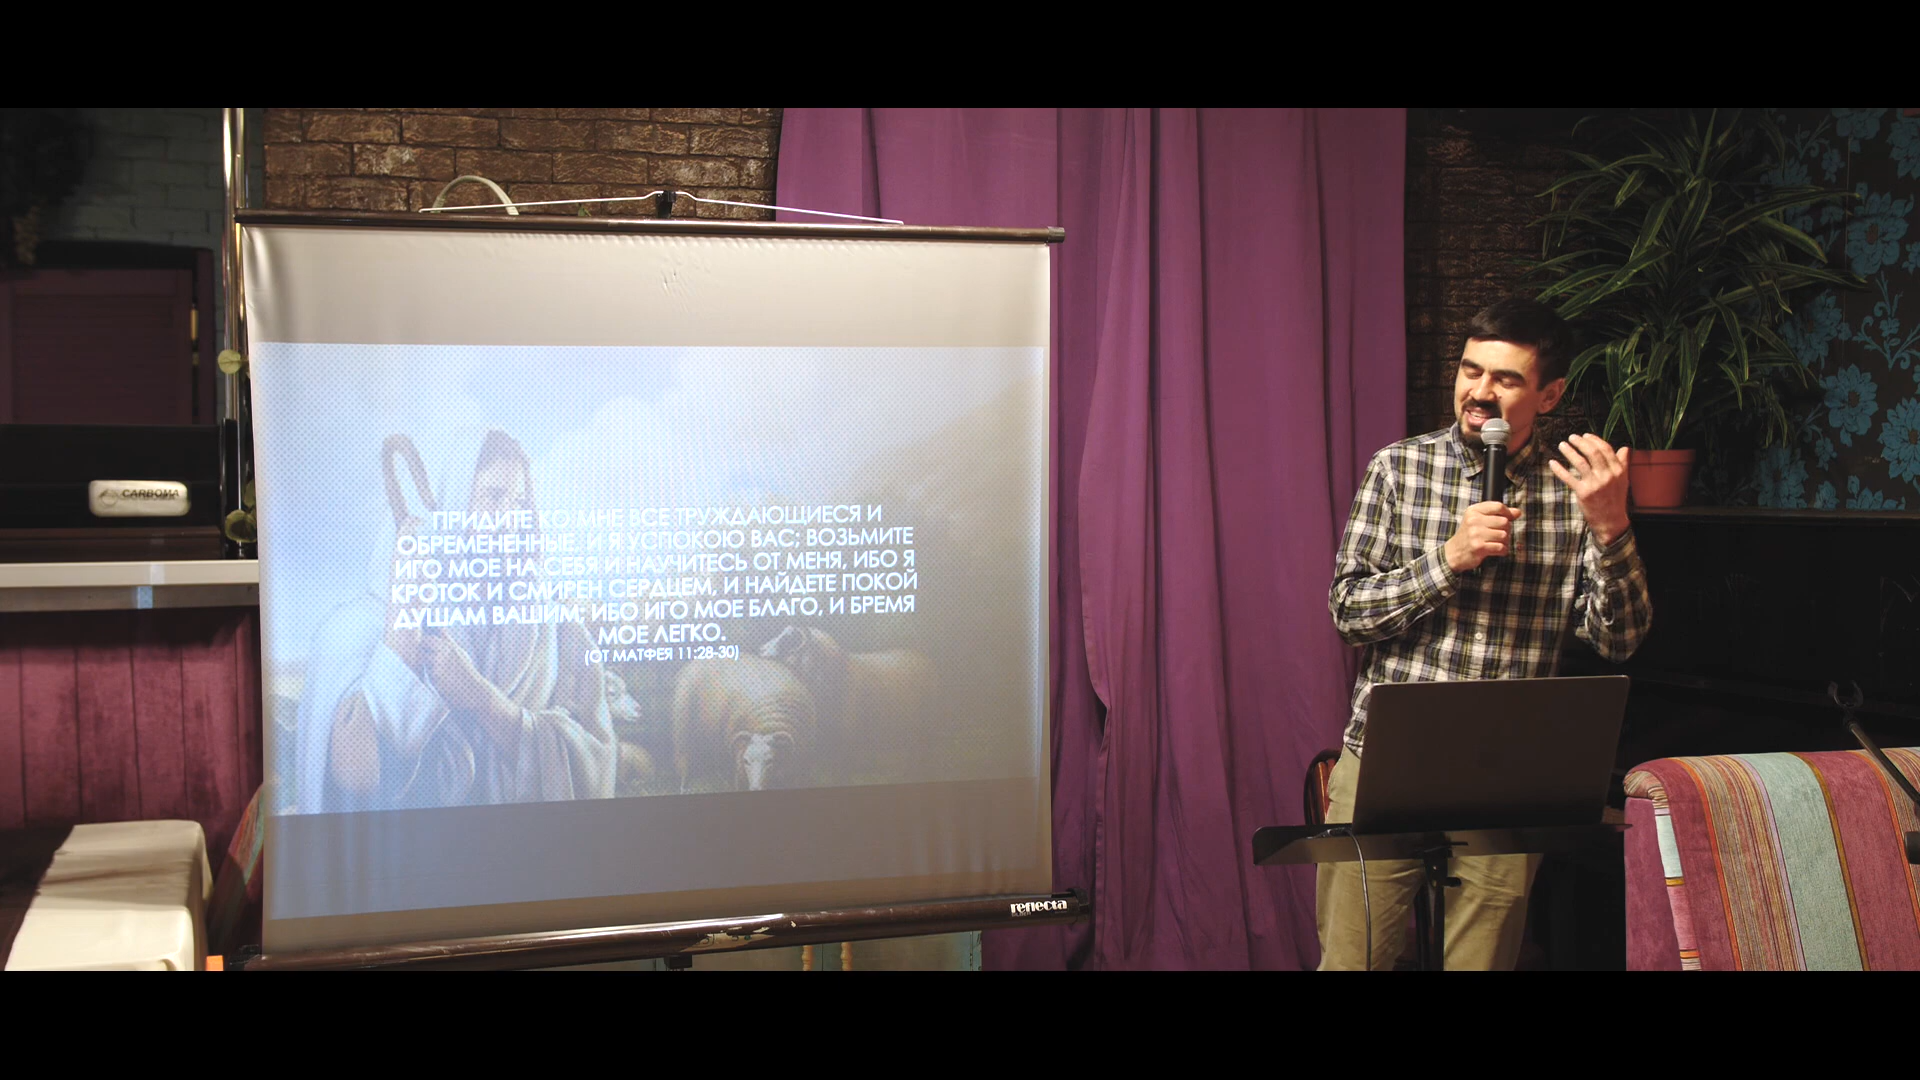 CARBOMA
ПРИДИТЕ КО МНЕ ВСЕ ТРУЖДАЮЩИЕСЯ И
ОБРЕМЕНЕННЫЕ, И Я УСПОКОЮ ВАС; ВОЗЬМИТЕ
ИГО МОЕ НА СЕБЯ И НАУЧИТЕСЬ ОТ МЕНЯ, ИБО Я
КРОТОК И СМИРЕН СЕРДЦЕМ, И НАЙДЕТЕ ПОКОЙ
ДУШАМ ВАШИМ; ИБО ИГО МОЕ БЛАГО, И БРЕМЯ
МОЕ ЛЕГКО.
(ОТ МАТФЕЯ 11:28-30)
reflecta